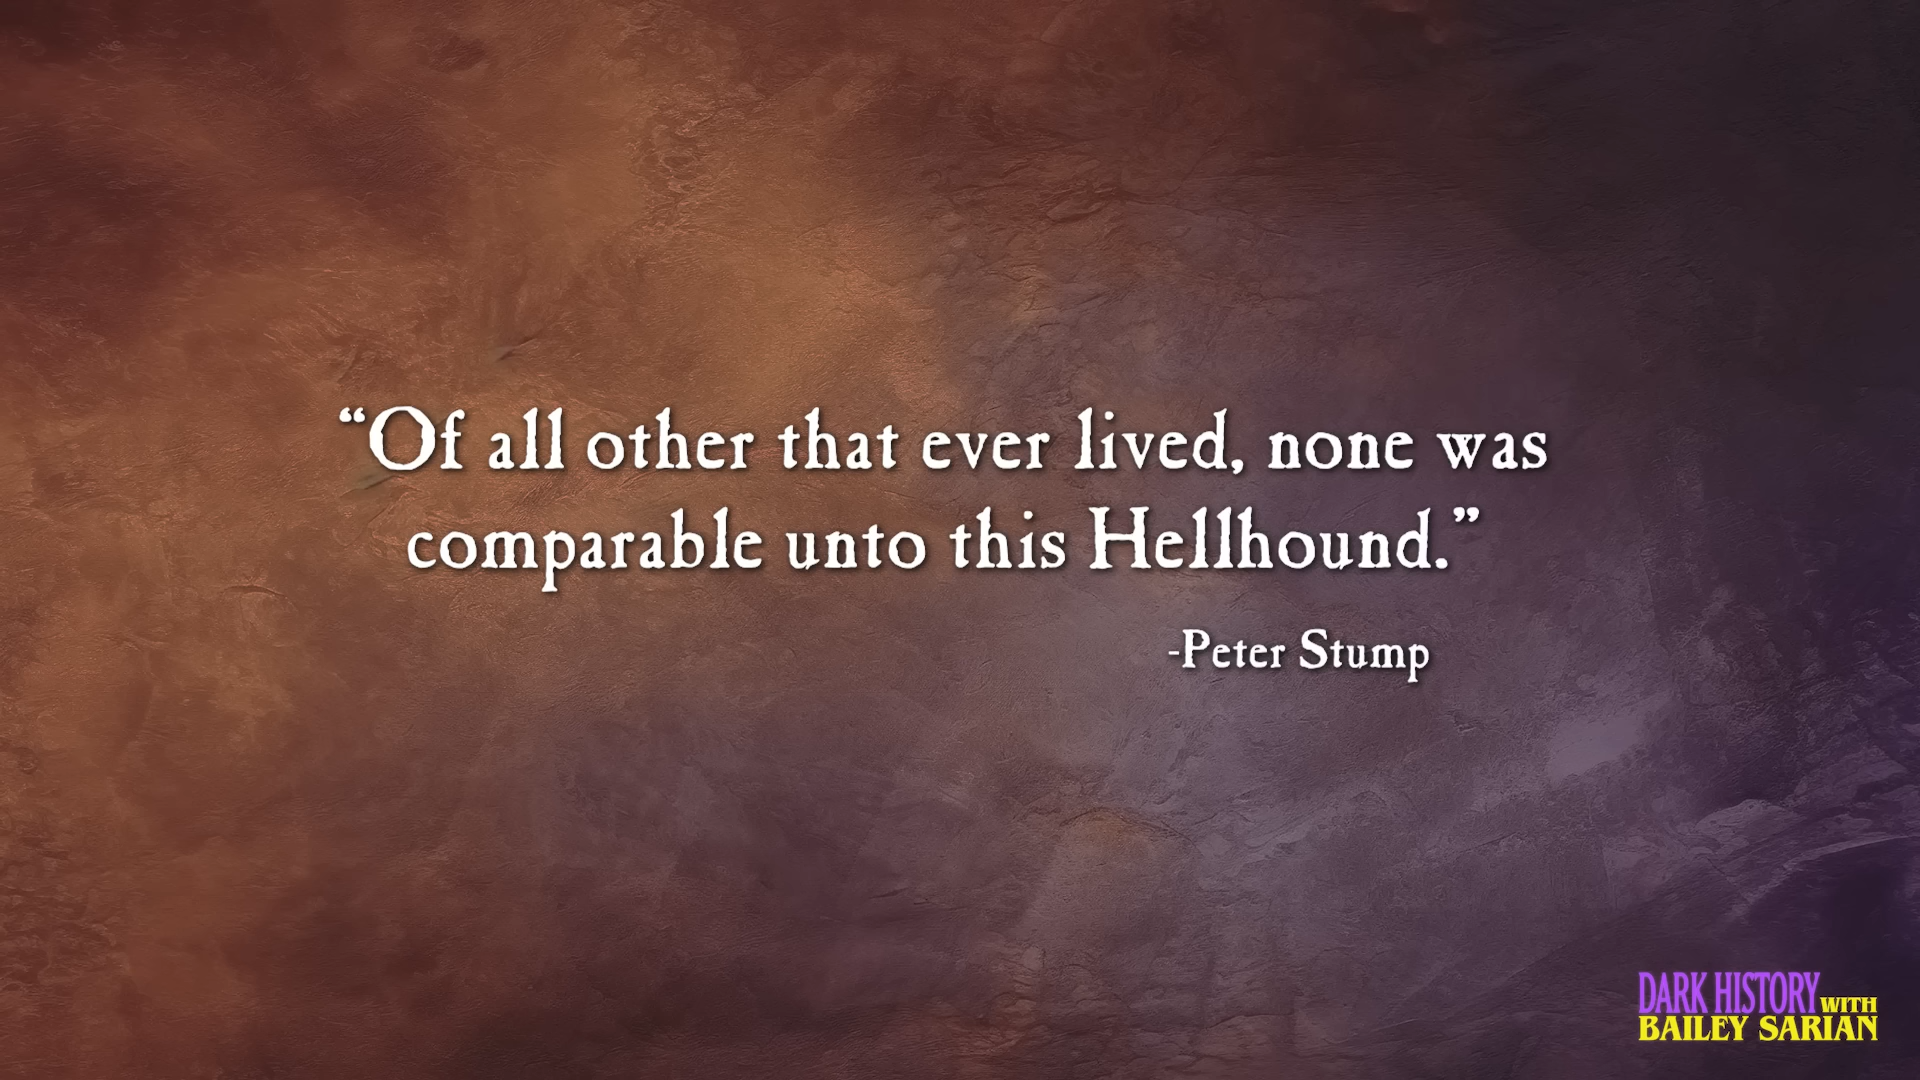 “Of all other that ever lived, none was
comparable unto this Hellhound.”
-Peter Stump
DARK HISTORY WITH
BAILEY SARIAN